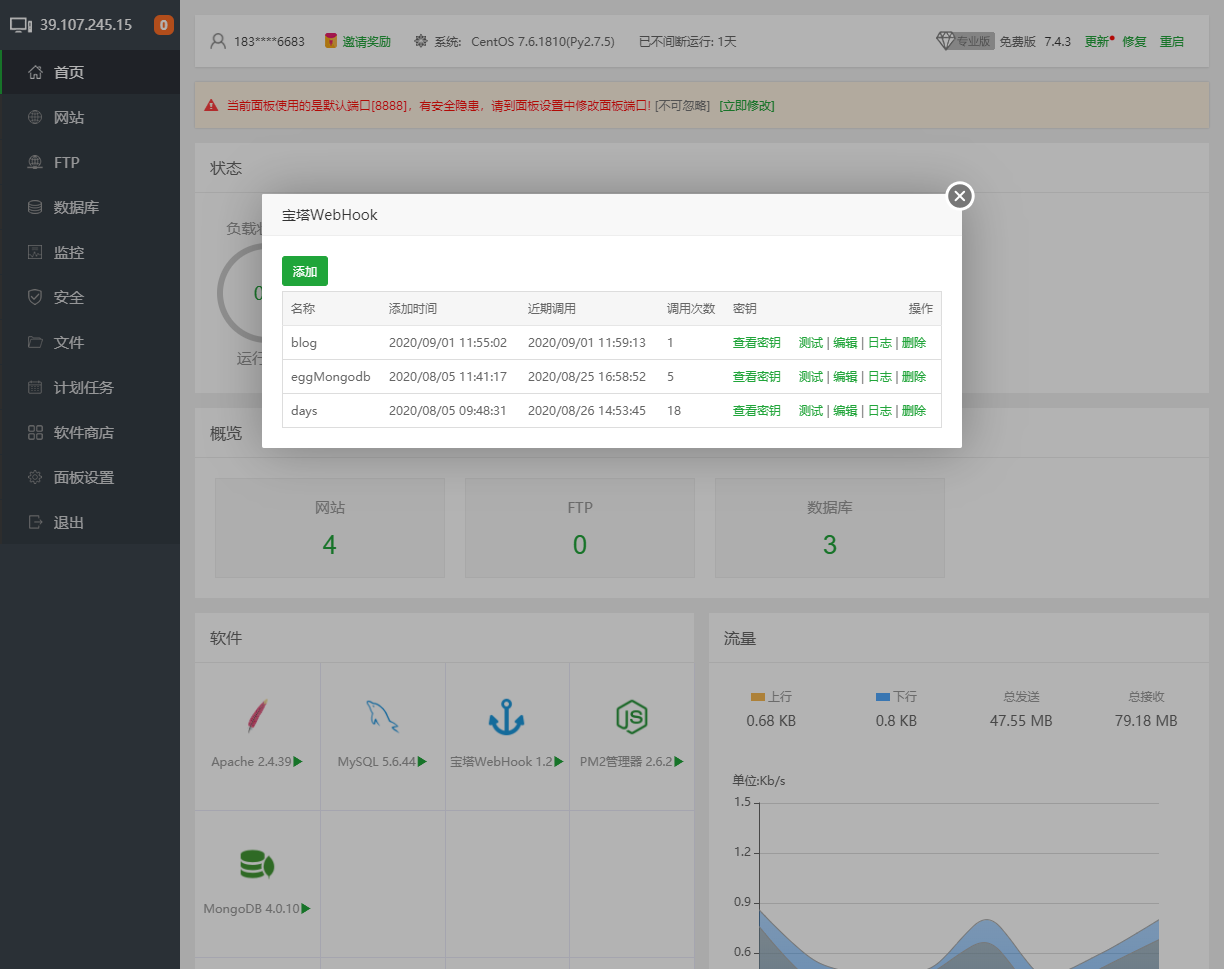 39.107.245.15
0
首页
网站
FTP
数据库
监控
安全
文件
计划任务
软件商店
面板设置
退出
183****6683 邀请奖励 系统: CentOS 7.6.1810(Py2.7.5) 已不间断运行: 1天 专业版 免费版 7.4.3 更新 修复 重启
当前面板使用的是默认端口[8888]，有安全隐患，请到面板设置中修改面板端口! [不可忽略] [立即修改]
状态
负载状
0
运行
宝塔WebHook
添加
名称 添加时间 近期调用 调用次数 密钥 操作
blog 2020/09/01 11:55:02 2020/09/01 11:59:13 1 查看密钥 测试 | 编辑 | 日志 | 删除
eggMongodb 2020/08/05 11:41:17 2020/08/25 16:58:52 5 查看密钥 测试 | 编辑 | 日志 | 删除
days 2020/08/05 09:48:31 2020/08/26 14:53:45 18 查看密钥 测试 | 编辑 | 日志 | 删除
概览
网站
4
FTP
0
数据库
3
软件
JS
Apache 2.4.39
MySQL 5.6.44
宝塔WebHook 1.2
PM2管理器 2.6.2
MongoDB 4.0.10
流量
上行 下行 总发送 总接收
0.68 KB 0.8 KB 47.55 MB 79.18 MB
单位:Kb/s
1.5
1.2
0.9
0.6